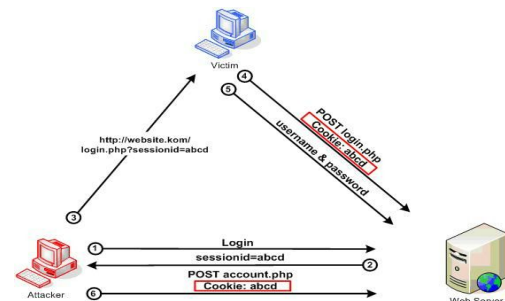 Victim
4
5
POST login.php
Cookie: abcd
username & password
http://website.kom/
login.php?sessionid=abcd
3
1
Login
sessionid=abcd
2
POST account.php
6
Cookie: abcd
Attacker
Web Server